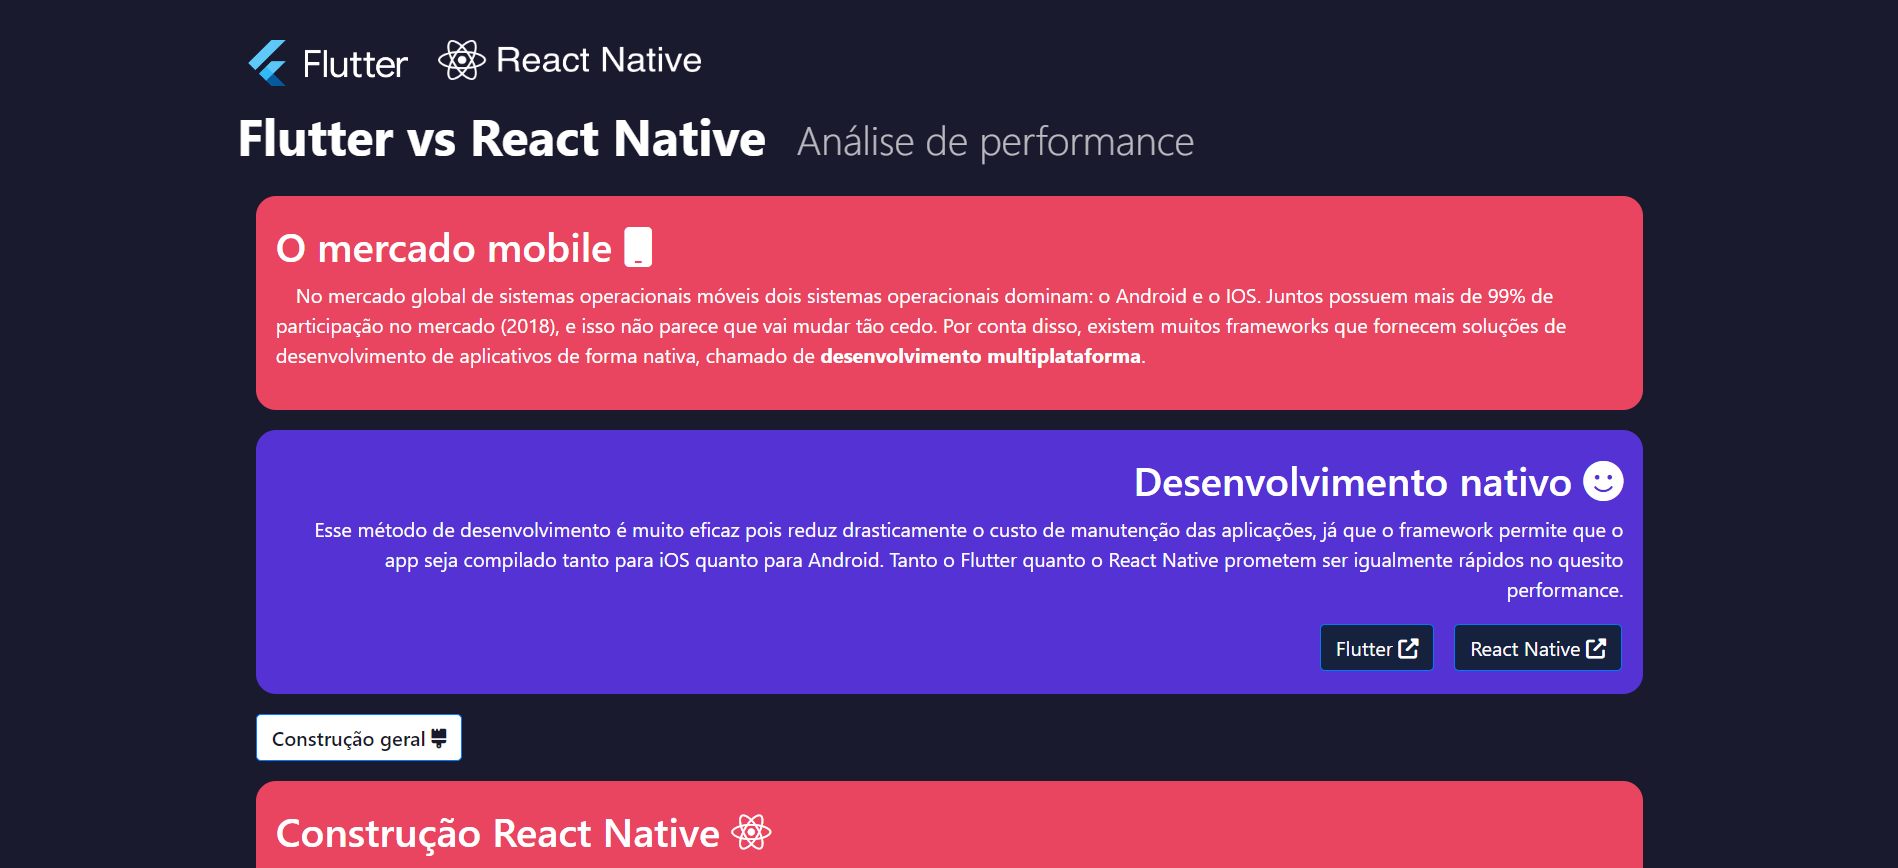 Flutter React Native
Flutter vs React Native Análise de performance
O mercado mobile
No mercado global de sistemas operacionais móveis dois sistemas operacionais dominam: o Android e o IOS. Juntos possuem mais de 99% de
participação no mercado (2018), e isso não parece que vai mudar tão cedo. Por conta disso, existem muitos frameworks que fornecem soluções de
desenvolvimento de aplicativos de forma nativa, chamado de desenvolvimento multiplataforma.
Desenvolvimento nativo
Esse método de desenvolvimento é muito eficaz pois reduz drasticamente o custo de manutenção das aplicações, já que o framework permite que o
app seja compilado tanto para iOS quanto para Android. Tanto o Flutter quanto o React Native prometem ser igualmente rápidos no quesito
performance.
Flutter React Native
Construção geral
Construção React Native